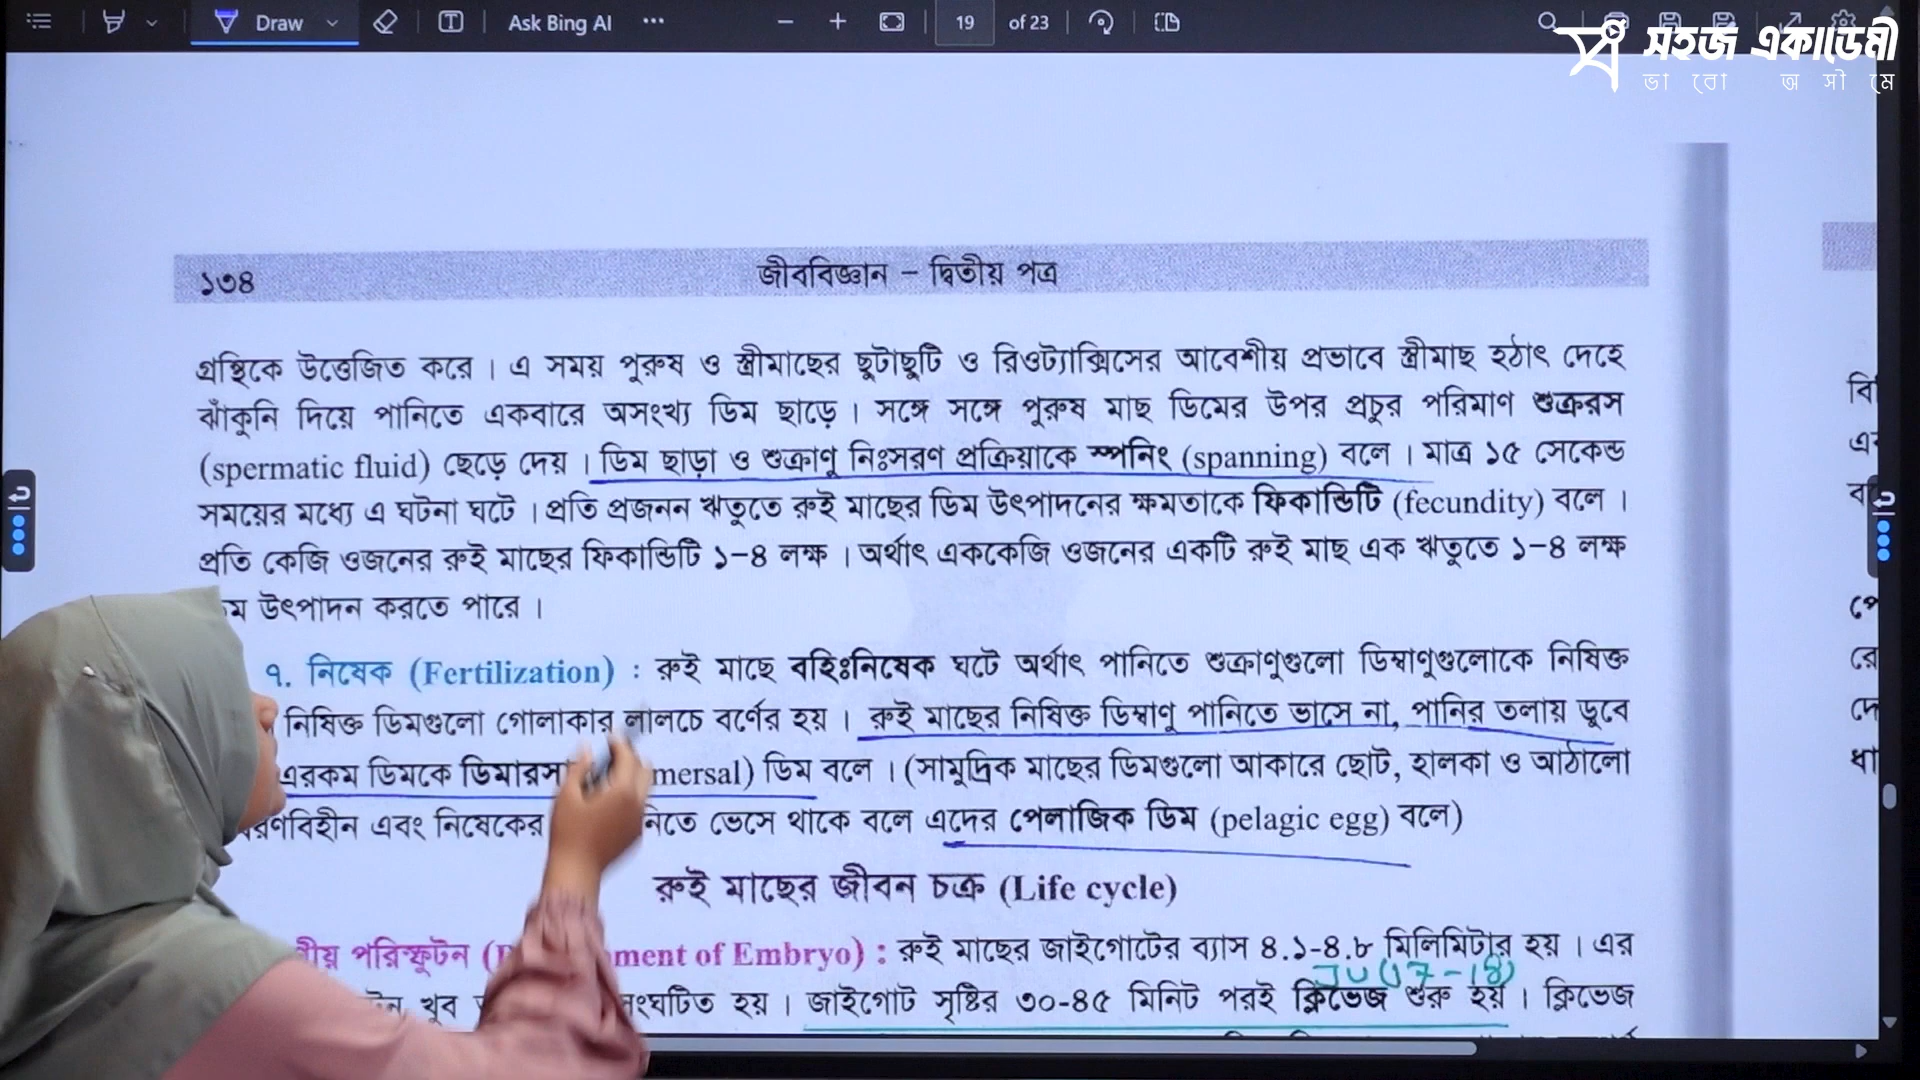 Draw
Ask Bing AI
19 of 23
সহজ একাডেমী
ভাবো অসীমে
১৩৪
জীববিজ্ঞান – দ্বিতীয় পত্র
গ্রন্থিকে উত্তেজিত করে । এ সময় পুরুষ ও স্ত্রীমাছের ছুটাছুটি ও রিওট্যাক্সিসের আবেশীয় প্রভাবে স্ত্রীমাছ হঠাৎ দেহে
ঝাঁকুনি দিয়ে পানিতে একবারে অসংখ্য ডিম ছাড়ে । সঙ্গে সঙ্গে পুরুষ মাছ ডিমের উপর প্রচুর পরিমাণ শুক্ররস
(spermatic fluid) ছেড়ে দেয় । ডিম ছাড়া ও শুক্রাণু নিঃসরণ প্রক্রিয়াকে স্পনিং (spanning) বলে । মাত্র ১৫ সেকেন্ড
সময়ের মধ্যে এ ঘটনা ঘটে । প্রতি প্রজনন ঋতুতে রুই মাছের ডিম উৎপাদনের ক্ষমতাকে ফিকান্ডিটি (fecundity) বলে ।
প্রতি কেজি ওজনের রুই মাছের ফিকান্ডিটি ১–৪ লক্ষ । অর্থাৎ এককেজি ওজনের একটি রুই মাছ এক ঋতুতে ১–৪ লক্ষ
উৎপাদন করতে পারে ।
৭. নিষেক (Fertilization) : রুই মাছে বহিঃনিষেক ঘটে অর্থাৎ পানিতে শুক্রাণুগুলো ডিম্বাণুগুলোকে নিষিক্ত
নিষিক্ত ডিমগুলো গোলাকার লালচে বর্ণের হয় । রুই মাছের নিষিক্ত ডিম্বাণু পানিতে ভাসে না, পানির তলায় ডুবে
এরকম ডিমকে ডিমারসা mersal) ডিম বলে । (সামুদ্রিক মাছের ডিমগুলো আকারে ছোট, হালকা ও আঠালো
এবং নিষেকের নিতে ভেসে থাকে বলে এদের পেলাজিক ডিম (pelagic egg) বলে)
রুই মাছের জীবন চক্র (Life cycle)
পরিস্ফুটন ment of Embryo) : রুই মাছের জাইগোটের ব্যাস ৪.১-৪.৮ মিলিমিটার হয় । এর
JU (17-18)
খুব সংঘটিত হয় । জাইগোট সৃষ্টির ৩০-৪৫ মিনিট পরই ক্লিভেজ শুরু হয় । ক্লিভেজ